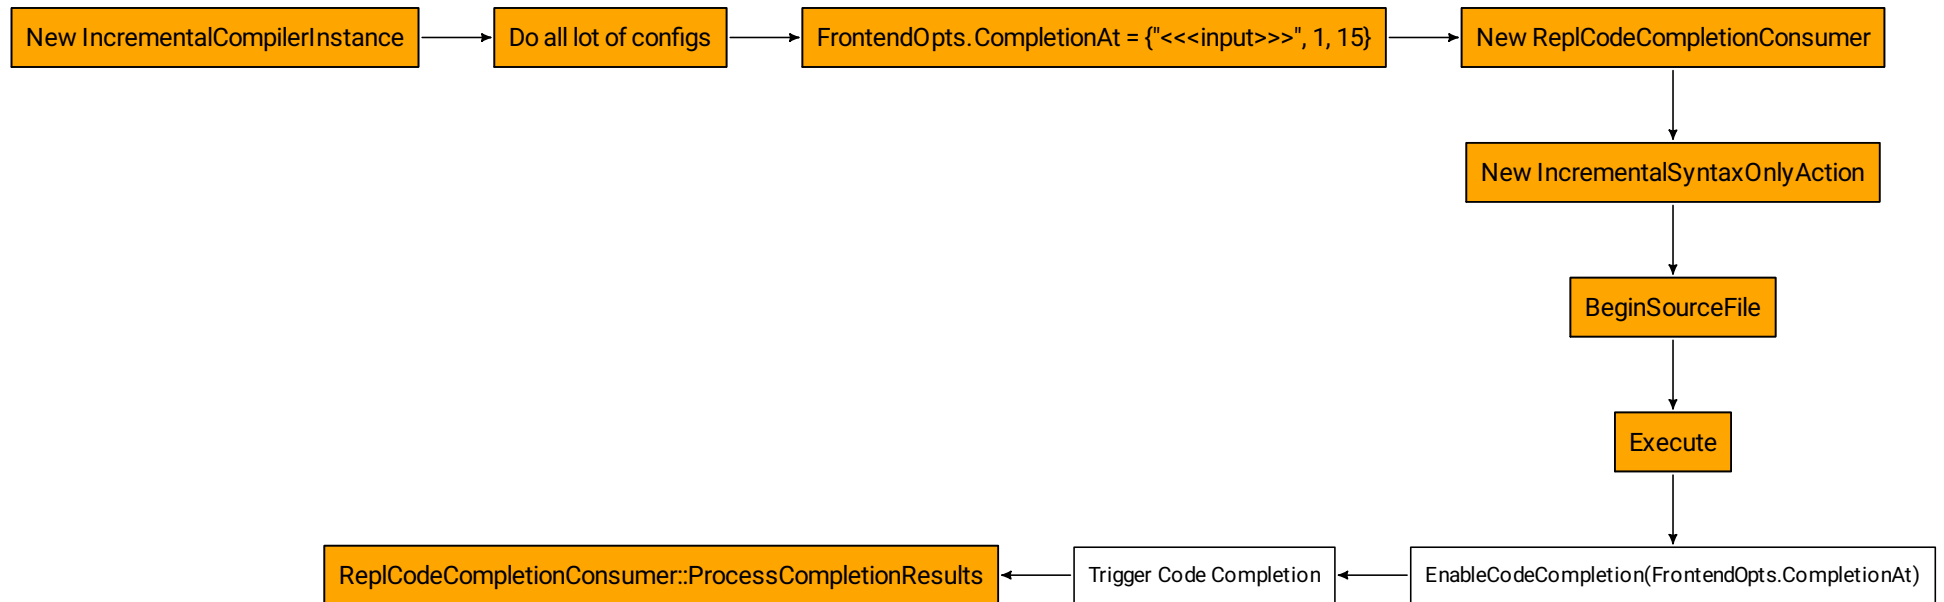 New IncrementalCompilerInstance
Do all lot of configs
FrontendOpts.CompletionAt = {"<<<input>>>", 1, 15}
New ReplCodeCompletionConsumer
New IncrementalSyntaxOnlyAction
BeginSourceFile
Execute
EnableCodeCompletion(FrontendOpts.CompletionAt)
Trigger Code Completion
ReplCodeCompletionConsumer::ProcessCompletionResults